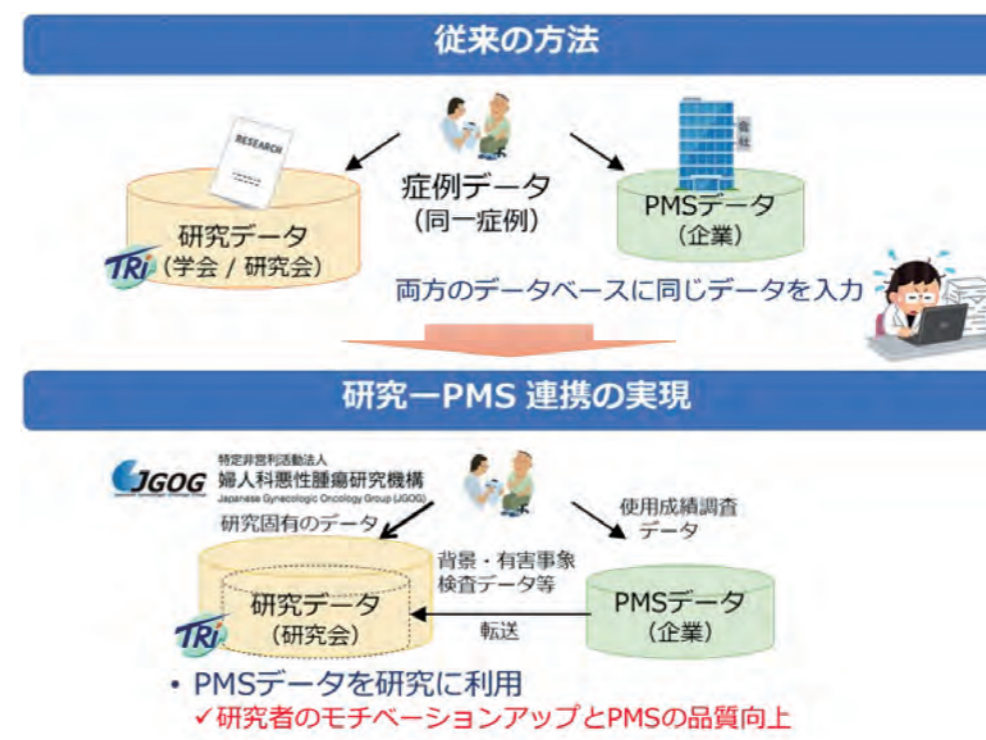 従来の方法
RESEARCH
会社
症例データ
(同一症例)
研究データ
(学会 / 研究会)
TRi
PMSデータ
(企業)
両方のデータベースに同じデータを入力
研究ーPMS 連携の実現
JGOG
特定非営利活動法人
婦人科悪性腫瘍研究機構
Japanese Gynecologic Oncology Group (JGOG)
研究固有のデータ
使用成績調査
データ
背景・有害事象
検査データ等
転送
研究データ
(研究会)
TRi
PMSデータ
(企業)
• PMSデータを研究に利用
✓研究者のモチベーションアップとPMSの品質向上